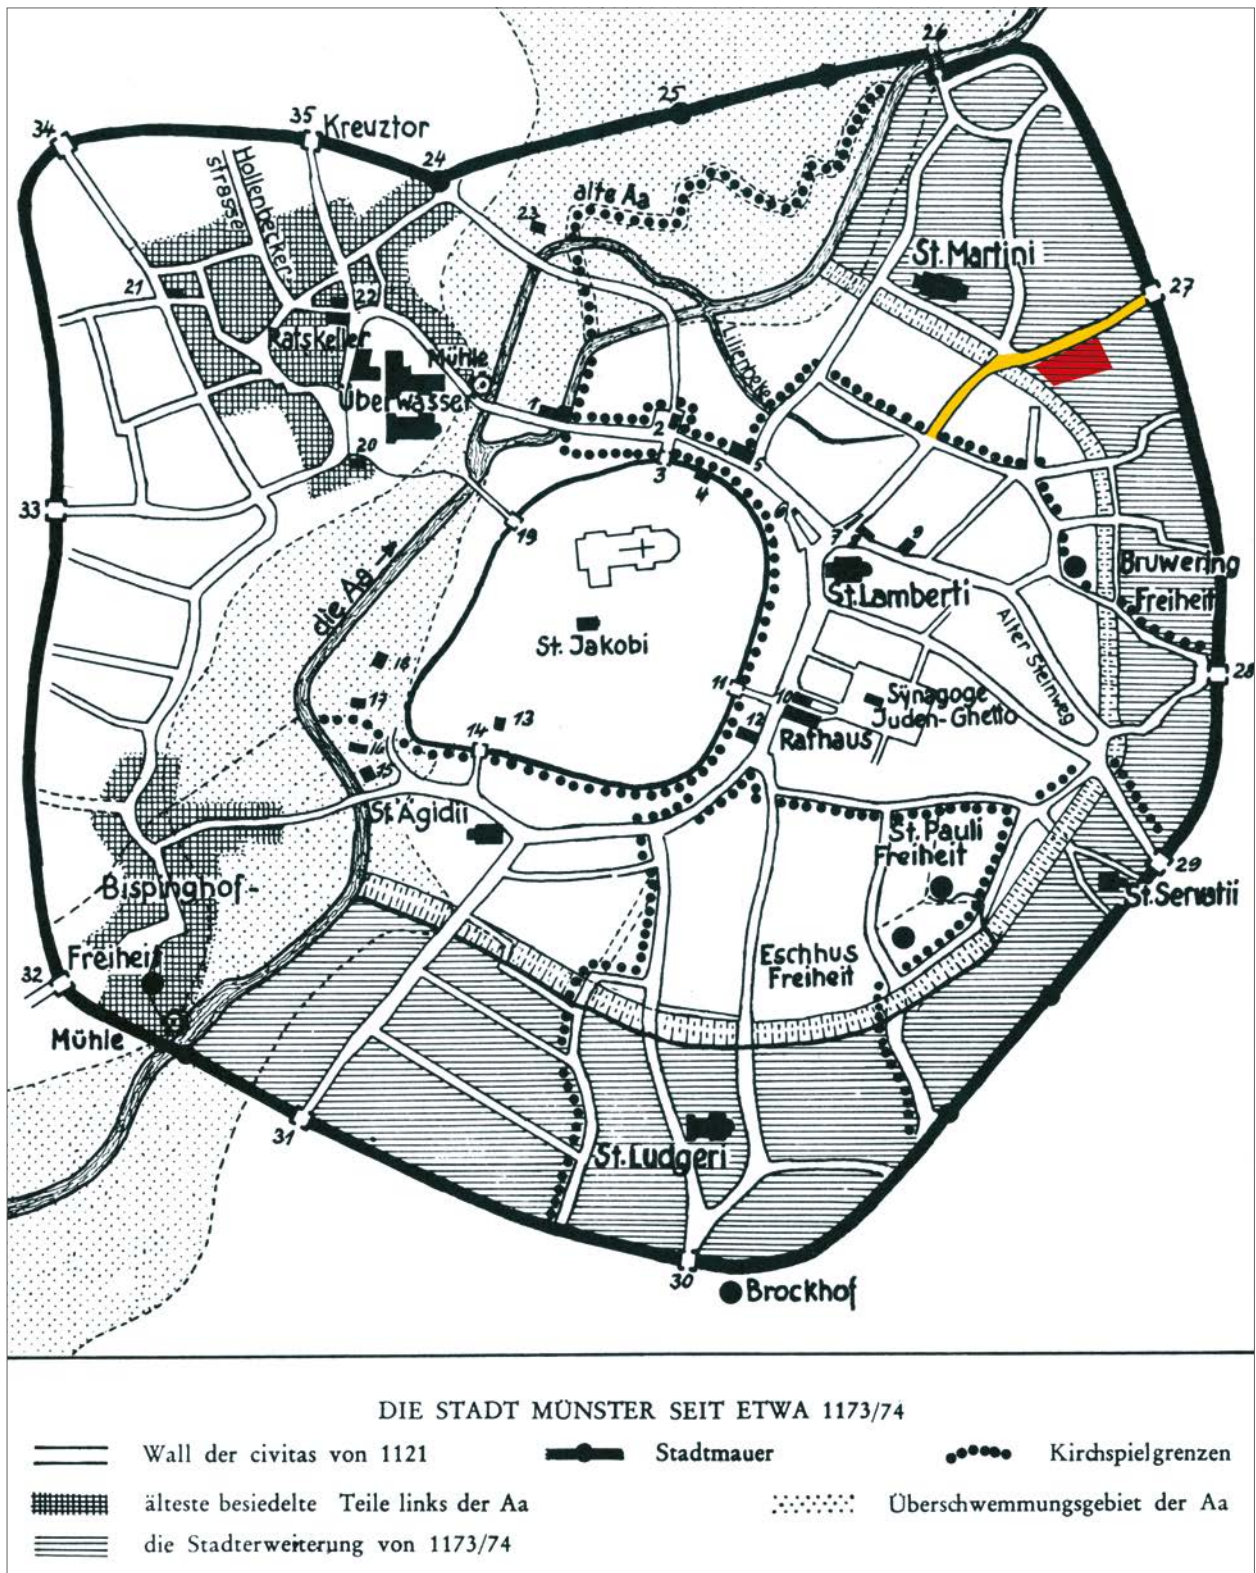 26
25
35 Kreuztor
34
24
Hollenbecker-
strasse
alte Aa
23
St. Martini
27
21
22
Ratskeller
Mühle
Überwasser
Lilienbeke
1
2
3
4
5
20
33
19
6
7
9
die Aa
St. Lamberti
Bruwering
Freiheit
St. Jakobi
Alter Steinweg
28
18
17
16
15
13
14
11
10
12
Synagoge
Juden-Ghetto
Rathaus
St. Ägidii
St. Pauli
Freiheit
29
St. Servatii
Bispinghof-
Freiheit
32
Mühle
Eschhus
Freiheit
31
St. Ludgeri
30
Brockhof
DIE STADT MÜNSTER SEIT ETWA 1173/74
Wall der civitas von 1121
Stadtmauer
Kirchspielgrenzen
älteste besiedelte Teile links der Aa
Überschwemmungsgebiet der Aa
die Stadterweiterung von 1173/74